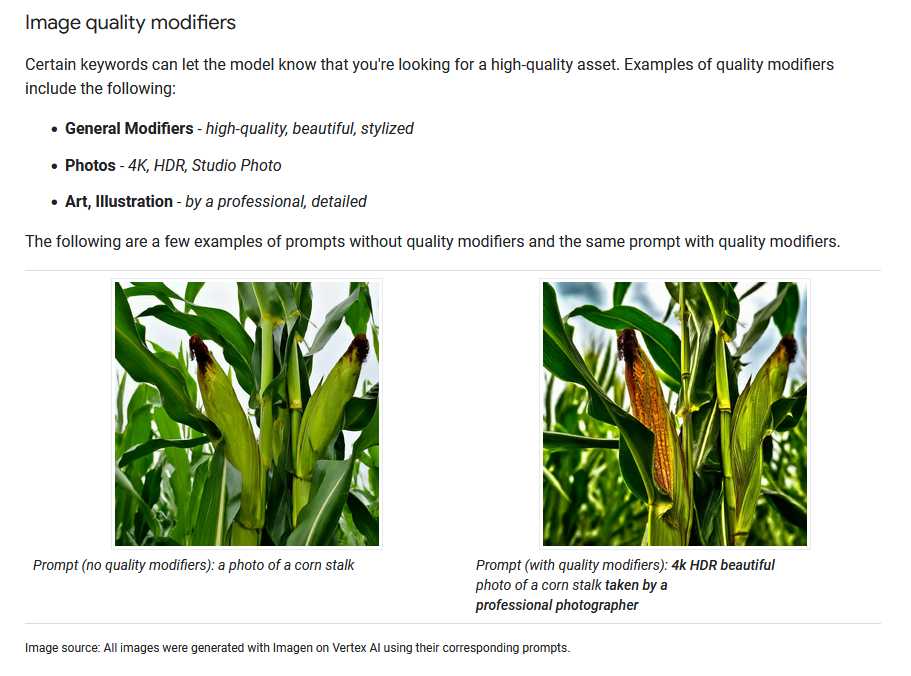 Image quality modifiers
Certain keywords can let the model know that you're looking for a high-quality asset. Examples of quality modifiers
include the following:
• General Modifiers - high-quality, beautiful, stylized
• Photos - 4K, HDR, Studio Photo
• Art, Illustration - by a professional, detailed
The following are a few examples of prompts without quality modifiers and the same prompt with quality modifiers.
Prompt (no quality modifiers): a photo of a corn stalk
Prompt (with quality modifiers): 4k HDR beautiful
photo of a corn stalk taken by a
professional photographer
Image source: All images were generated with Imagen on Vertex AI using their corresponding prompts.